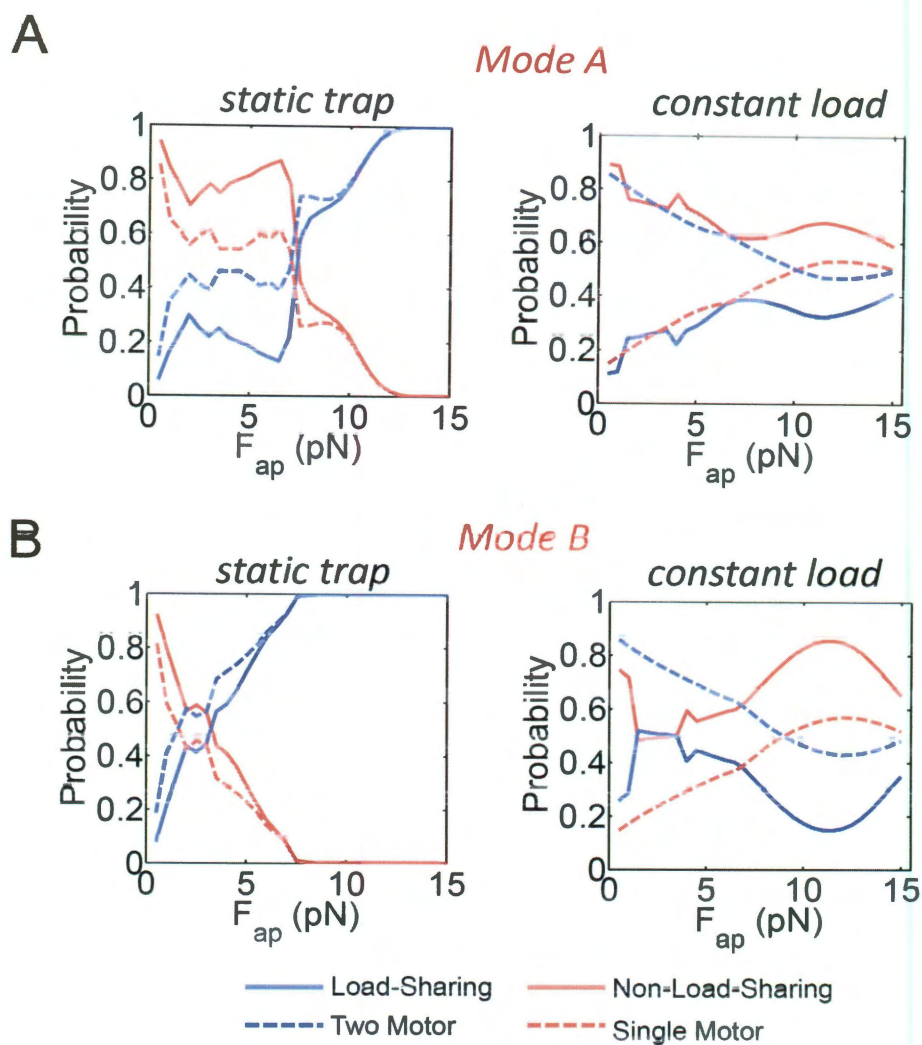 A
Mode A
static trap
constant load
Probability
1
0.8
0.6
0.4
0.2
0
0
5
10
15
F_ap (pN)
Probability
1
0.8
0.6
0.4
0.2
0
0
5
10
15
F_ap (pN)
B
Mode B
static trap
constant load
Probability
1
0.8
0.6
0.4
0.2
0
0
5
10
15
F_ap (pN)
Probability
1
0.8
0.6
0.4
0.2
0
0
5
10
15
F_ap (pN)
Load-Sharing
Non-Load-Sharing
Two Motor
Single Motor